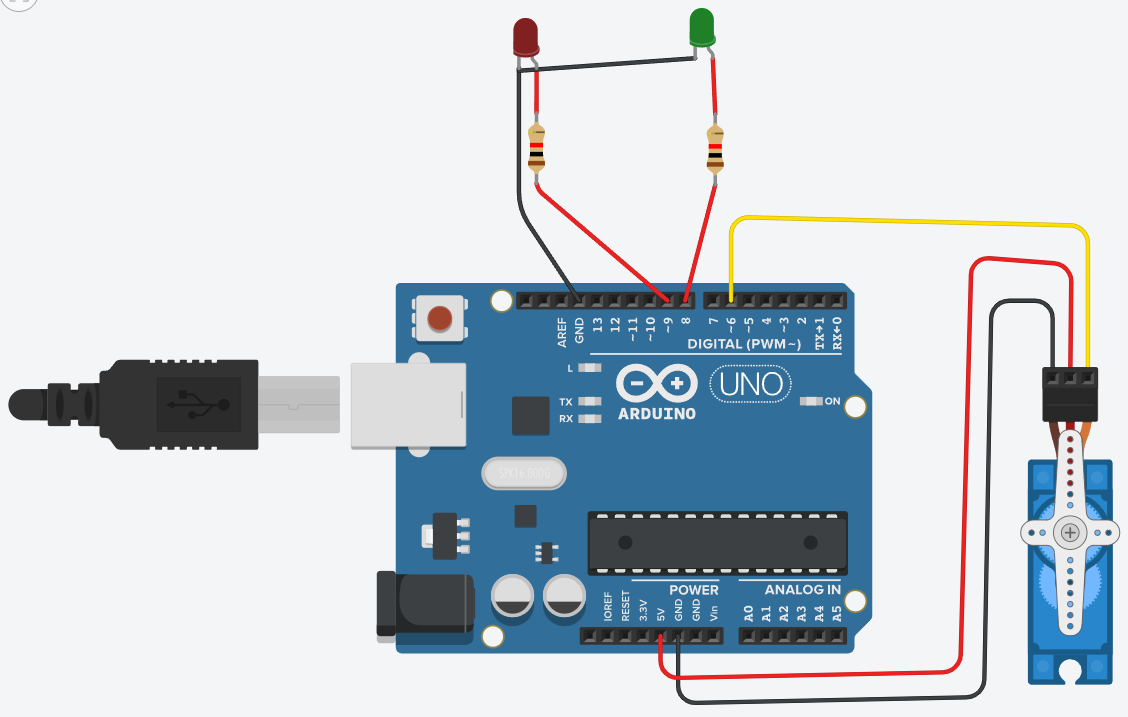 AREF
GND
13
12
~11
~10
~9
8
7
~6
~5
4
~3
2
TX→1
RX←0
DIGITAL (PWM~)
L
TX
RX
UNO
ARDUINO
ON
SPK16.000G
POWER
ANALOG IN
IOREF
RESET
3.3V
5V
GND
GND
Vin
A0
A1
A2
A3
A4
A5